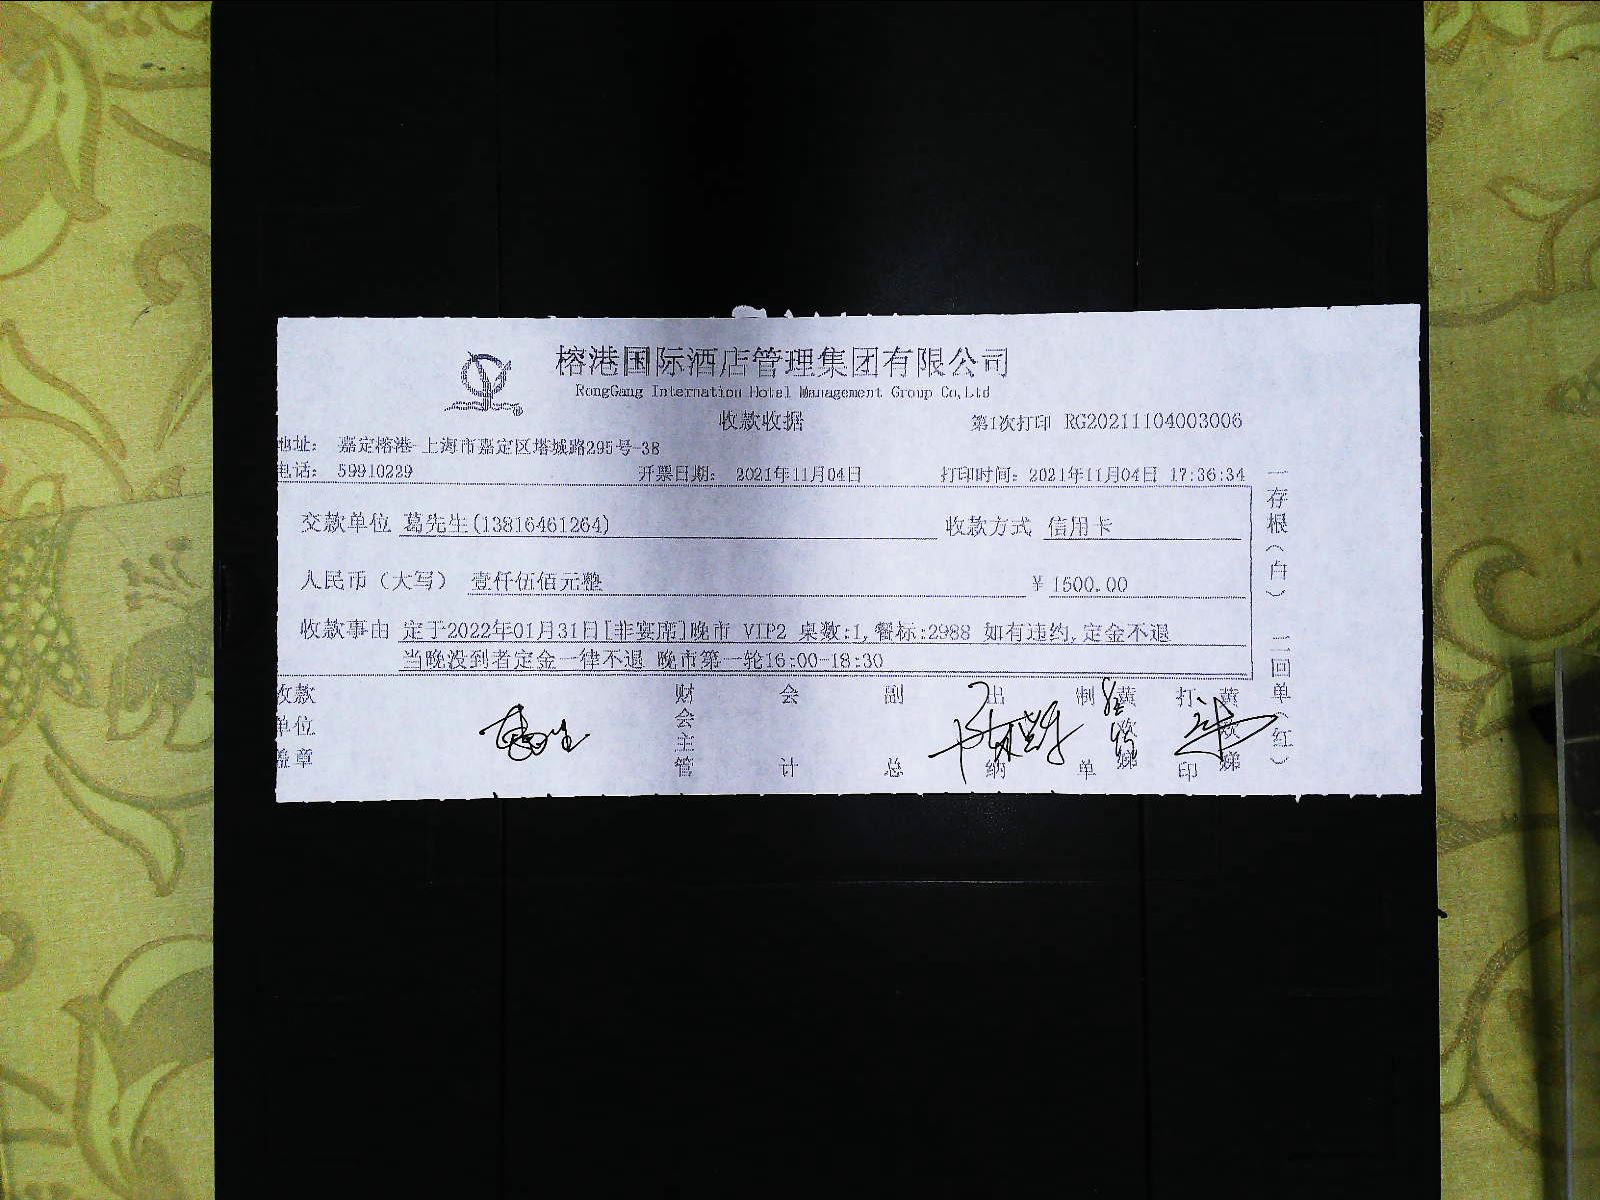 榕港国际酒店管理集团有限公司
RongGang Internation Hotel Management Group Co,Ltd
收款收据
第1次打印 RG20211104003006
地址: 嘉定榕港-上海市嘉定区塔城路295号-38
电话: 59910229
开票日期: 2021年11月04日
打印时间: 2021年11月04日 17:36:34
交款单位 葛先生(13816461264)
收款方式 信用卡
人民币（大写） 壹仟伍佰元整
¥ 1500.00
收款事由 定于2022年01月31日[非宴席]晚市 VIP2 桌数:1,餐标:2988 如有违约,定金不退
当晚没到者定金一律不退 晚市第一轮16:00-18:30
收款单位盖章
财会主管
会计
副总
出纳
制单
打印
一存根(白) 二回单(红)